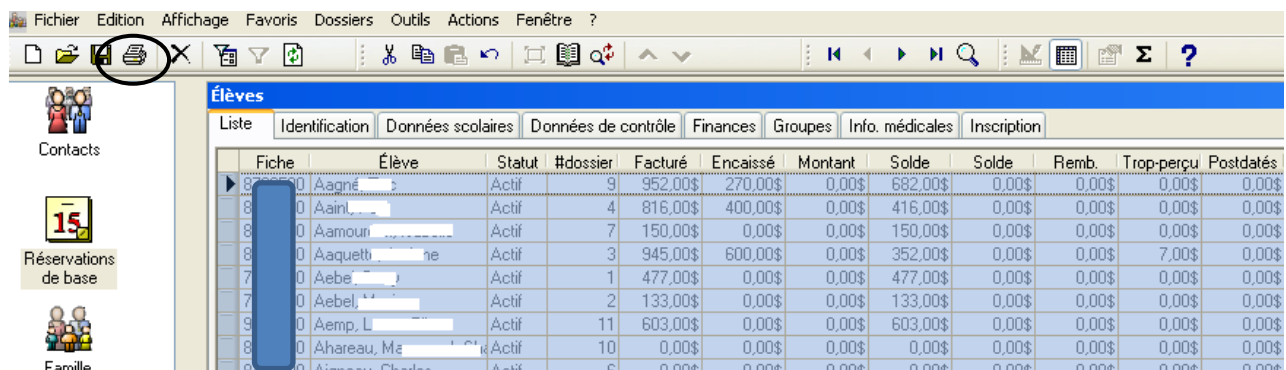 Fichier Edition Affichage Favoris Dossiers Outils Actions Fenêtre ?
Contacts
15
Réservations
de base
Famille
Élèves
Liste Identification Données scolaires Données de contrôle Finances Groupes Info. médicales Inscription
Fiche Élève Statut #dossier Facturé Encaissé Montant Solde Solde Remb. Trop-perçu Postdatés
Actif 9 952,00$ 270,00$ 0,00$ 682,00$ 0,00$ 0,00$ 0,00$ 0,00$
Actif 4 816,00$ 400,00$ 0,00$ 416,00$ 0,00$ 0,00$ 0,00$ 0,00$
Actif 7 150,00$ 0,00$ 0,00$ 150,00$ 0,00$ 0,00$ 0,00$ 0,00$
Actif 3 945,00$ 600,00$ 0,00$ 352,00$ 0,00$ 0,00$ 7,00$ 0,00$
Actif 1 477,00$ 0,00$ 0,00$ 477,00$ 0,00$ 0,00$ 0,00$ 0,00$
Aebel, Actif 2 133,00$ 0,00$ 0,00$ 133,00$ 0,00$ 0,00$ 0,00$ 0,00$
Aemp, Actif 11 603,00$ 0,00$ 0,00$ 603,00$ 0,00$ 0,00$ 0,00$ 0,00$
Ahareau, Actif 10 0,00$ 0,00$ 0,00$ 0,00$ 0,00$ 0,00$ 0,00$ 0,00$